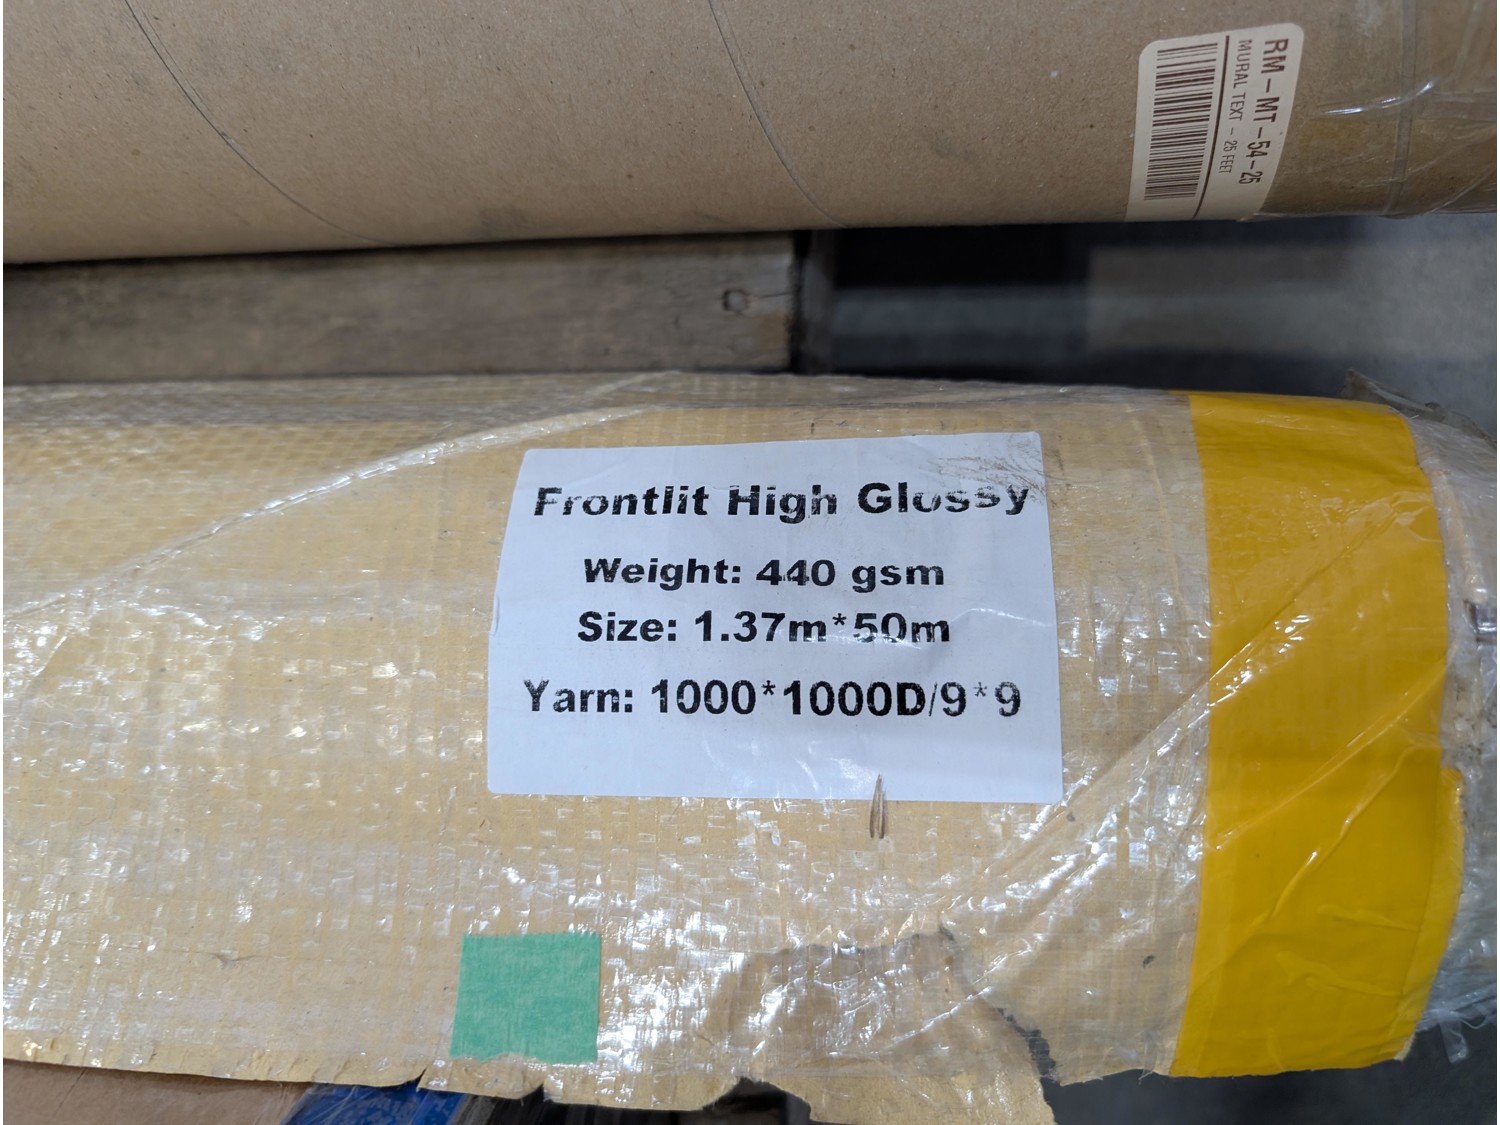 RM-MT-54-25
MURAL TEXT - 25 FEET
Frontlit High Glossy
Weight: 440 gsm
Size: 1.37m*50m
Yarn: 1000*1000D/9*9